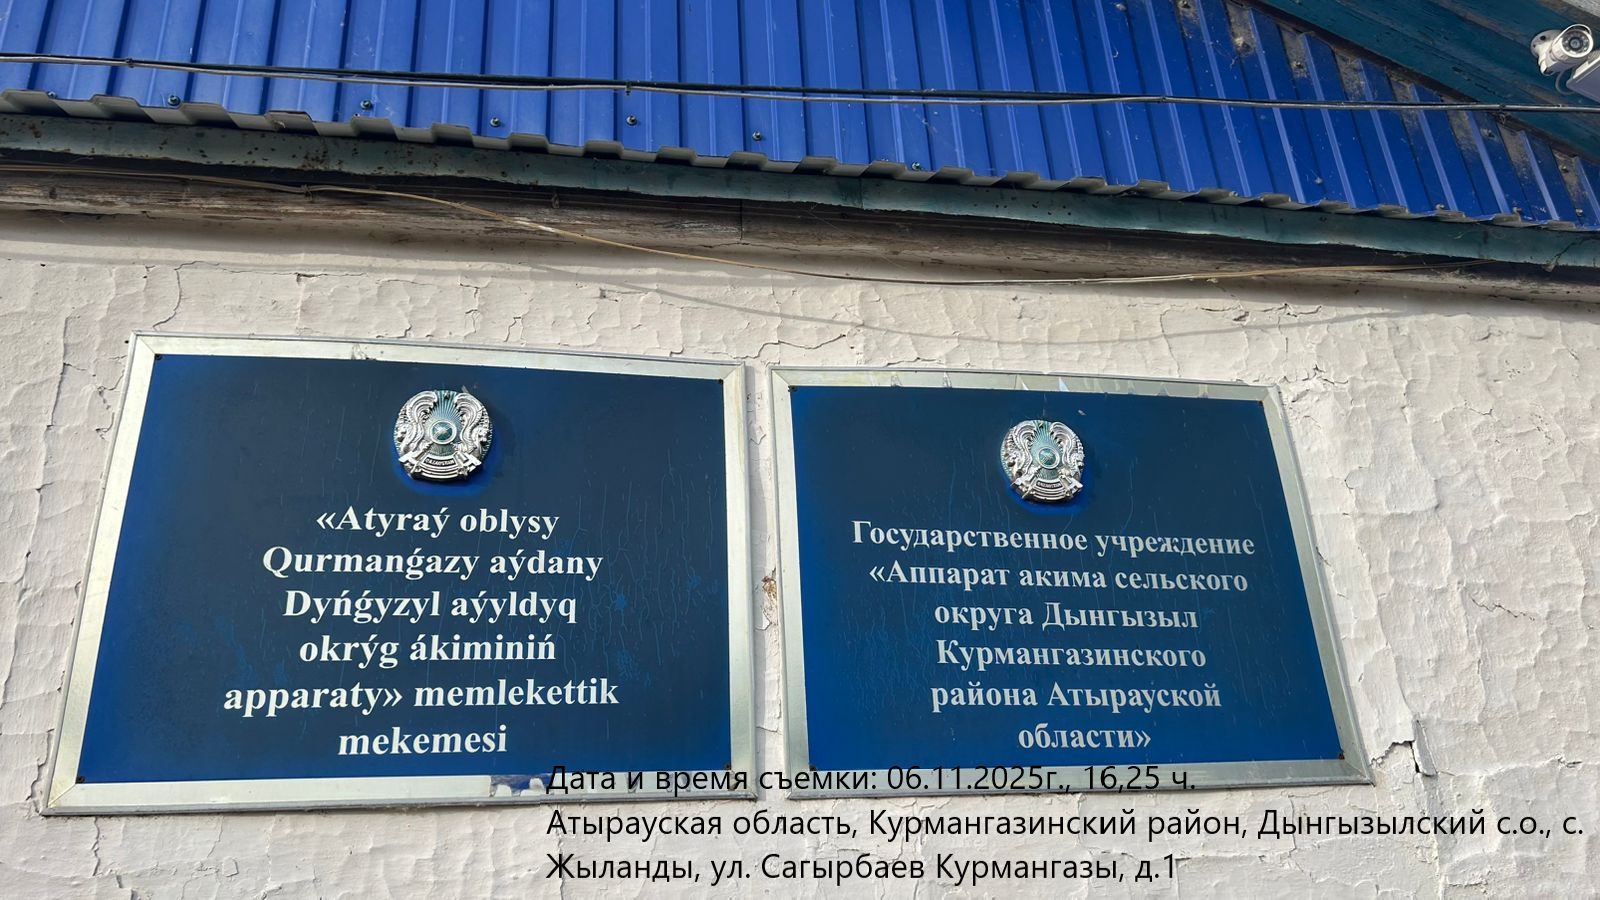 «Atyraý oblysy
Qurmanǵazy aýdany
Dyńǵyzyl aýyldyq
okrýg ákiminiń
apparaty» memlekettik
mekemesi
Государственное учреждение
«Аппарат акима сельского
округа Дынгызыл
Курмангазинского
района Атырауской
области»
Дата и время съемки: 06.11.2025г., 16,25 ч.
Атырауская область, Курмангазинский район, Дынгызылский с.о., с.
Жыланды, ул. Сагырбаев Курмангазы, д.1